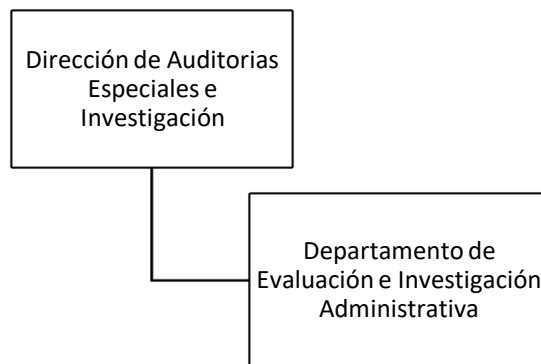 Dirección de Auditorias
Especiales e
Investigación
Departamento de
Evaluación e Investigación
Administrativa